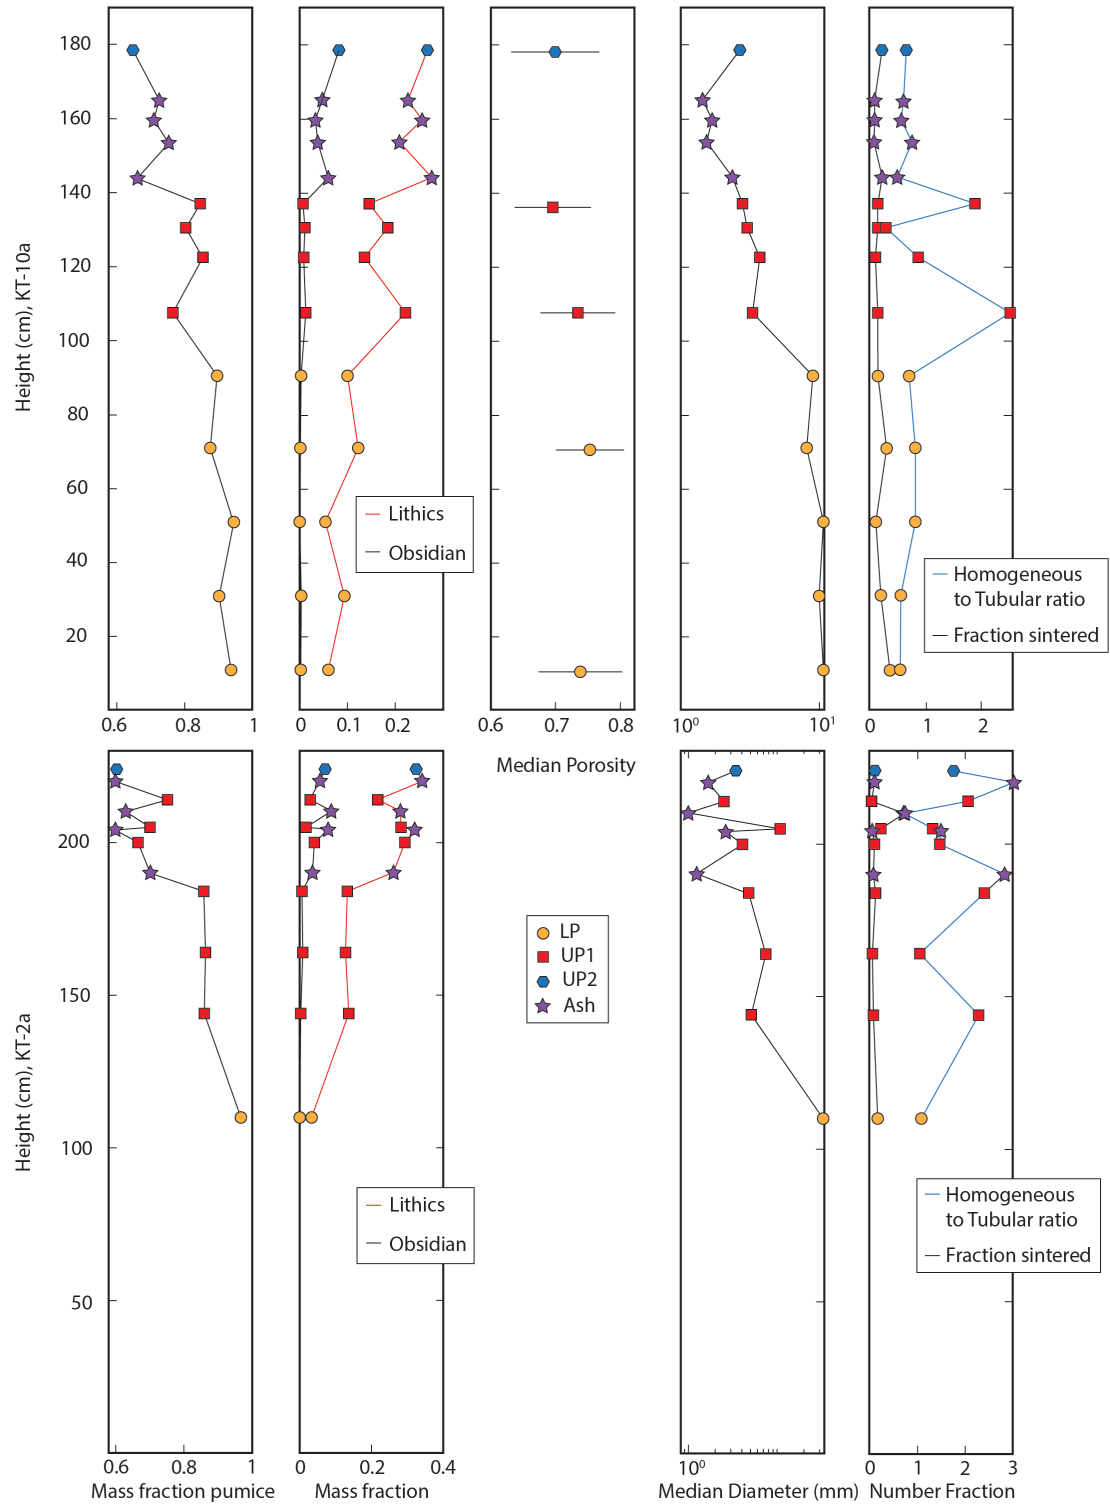 180
160
140
120
100
80
60
40
20
Height (cm), KT-10a
0.6 0.8 1
0 0.1 0.2
0.6 0.7 0.8
10⁰ 10¹
0 1 2
Lithics
Obsidian
Homogeneous
to Tubular ratio
Fraction sintered
Median Porosity
200
150
100
50
Height (cm), KT-2a
LP
UP1
UP2
Ash
Lithics
Obsidian
Homogeneous
to Tubular ratio
Fraction sintered
0.6 0.8 1
0 0.2 0.4
10⁰
0 1 2 3
Mass fraction pumice
Mass fraction
Median Diameter (mm)
Number Fraction